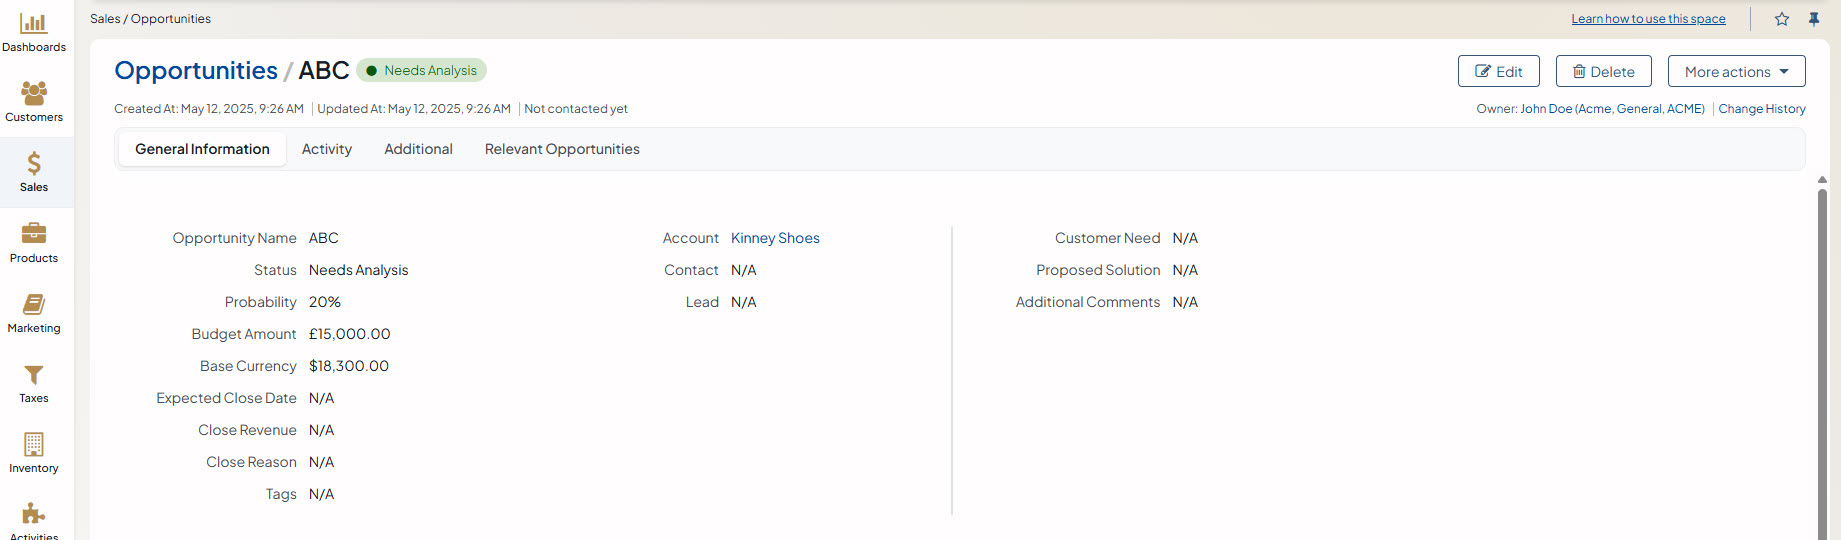 Dashboards
Customers
Sales
Products
Marketing
Taxes
Inventory
Activities
Sales / Opportunities
Learn how to use this space
Opportunities / ABC
Needs Analysis
Edit
Delete
More actions
Created At: May 12, 2025, 9:26 AM
Updated At: May 12, 2025, 9:26 AM
Not contacted yet
Owner: John Doe (Acme, General, ACME)
Change History
General Information
Activity
Additional
Relevant Opportunities
Opportunity Name ABC
Status Needs Analysis
Probability 20%
Budget Amount £15,000.00
Base Currency $18,300.00
Expected Close Date N/A
Close Revenue N/A
Close Reason N/A
Tags N/A
Account Kinney Shoes
Contact N/A
Lead N/A
Customer Need N/A
Proposed Solution N/A
Additional Comments N/A